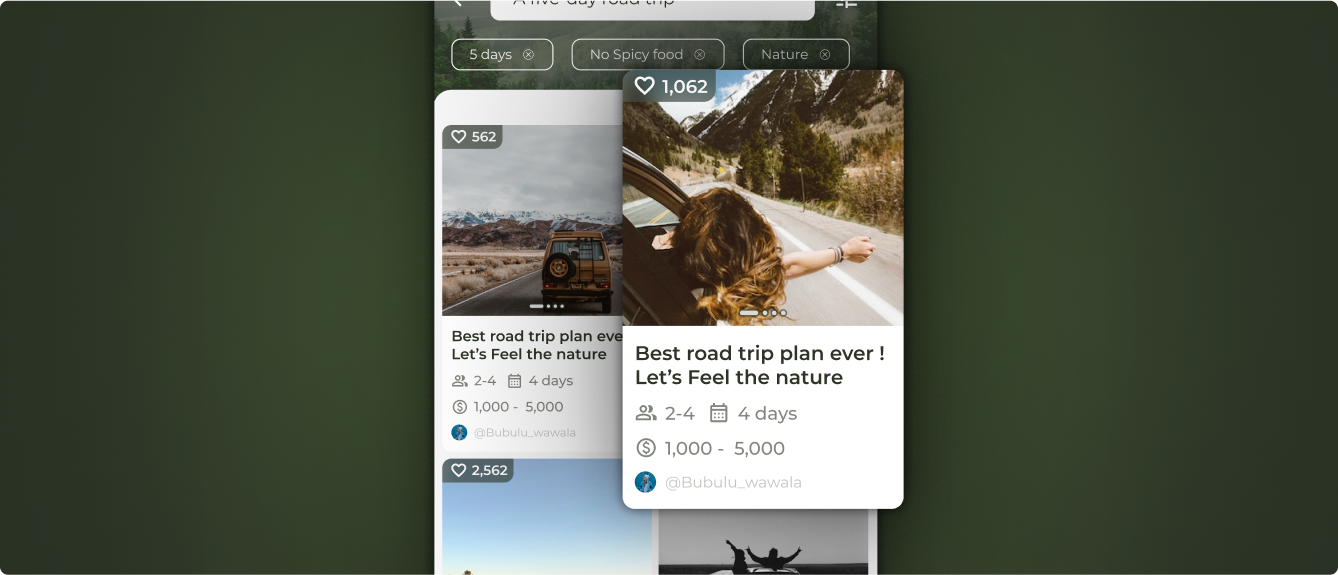 A five-day road trip
5 days
No Spicy food
Nature
562
Best road trip plan eve
Let's Feel the nature
2-4
4 days
1,000 - 5,000
@Bubulu_wawala
2,562
1,062
Best road trip plan ever !
Let's Feel the nature
2-4
4 days
1,000 - 5,000
@Bubulu_wawala